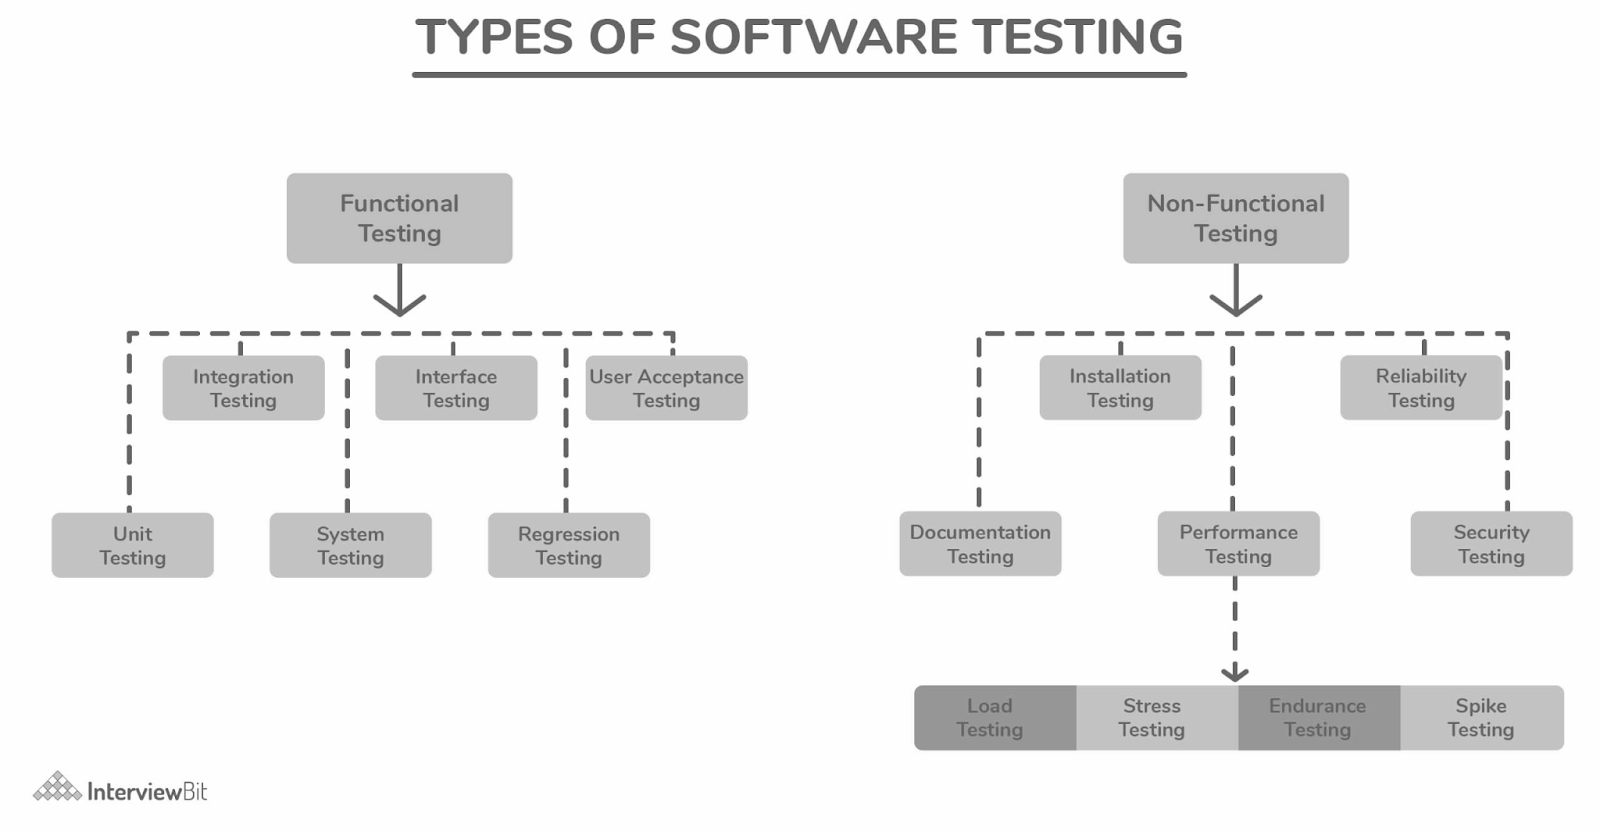 TYPES OF SOFTWARE TESTING
Functional
Testing
Non-Functional
Testing
Integration
Testing
Interface
Testing
User Acceptance
Testing
Installation
Testing
Reliability
Testing
Unit
Testing
System
Testing
Regression
Testing
Documentation
Testing
Performance
Testing
Security
Testing
Load
Testing
Stress
Testing
Endurance
Testing
Spike
Testing
InterviewBit